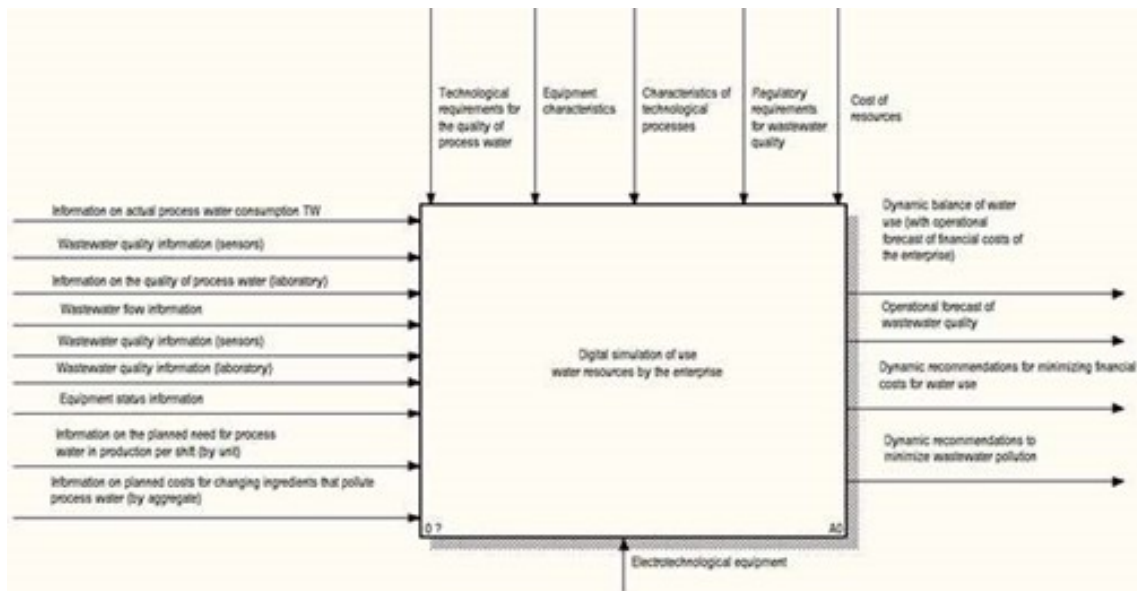 Technological
requirements for
the quality of
process water
Equipment
characteristics
Characteristics of
technological
processes
Regulatory
requirements
for wastewater
quality
Cost of
resources
Information on actual process water consumption TW
Wastewater quality information (sensors)
Information on the quality of process water (laboratory)
Wastewater flow information
Wastewater quality information (sensors)
Wastewater quality information (laboratory)
Equipment status information
Information on the planned need for process
water in production per shift (by unit)
Information on planned costs for changing ingredients that pollute
process water (by aggregate)
Digital simulation of use
water resources by the enterprise
0 ?
A0
Dynamic balance of water
use (with operational
forecast of financial costs of
the enterprise)
Operational forecast of
wastewater quality
Dynamic recommendations for minimizing financial
costs for water use
Dynamic recommendations to
minimize wastewater pollution
Electrotechnological equipment